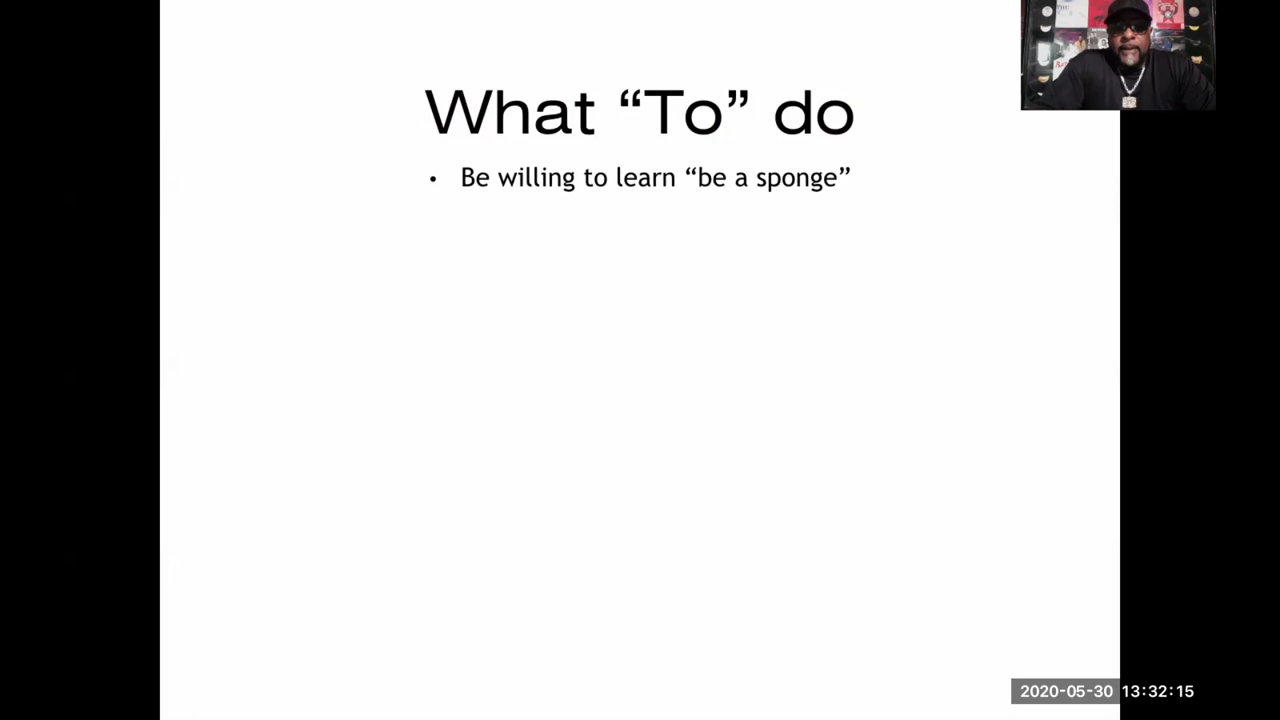 What “To” do
• Be willing to learn “be a sponge”
2020-05-30 13:32:15